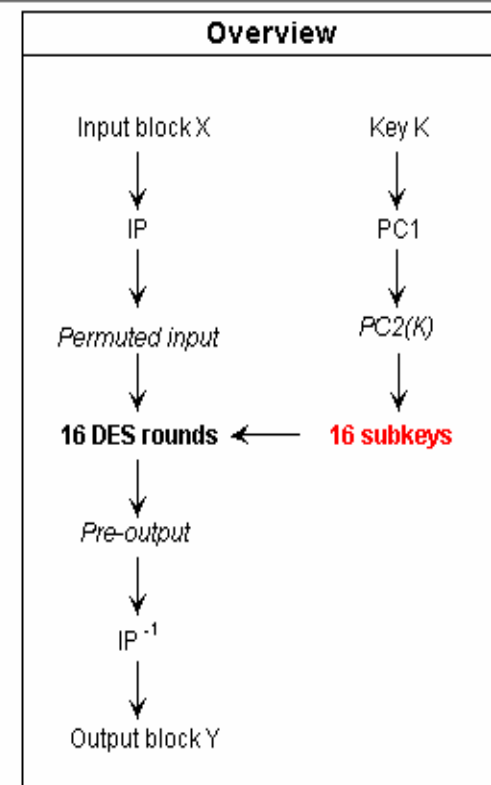 Overview
Input block X
Key K
IP
PC1
Permuted input
PC2(K)
16 DES rounds
16 subkeys
Pre-output
IP -1
Output block Y